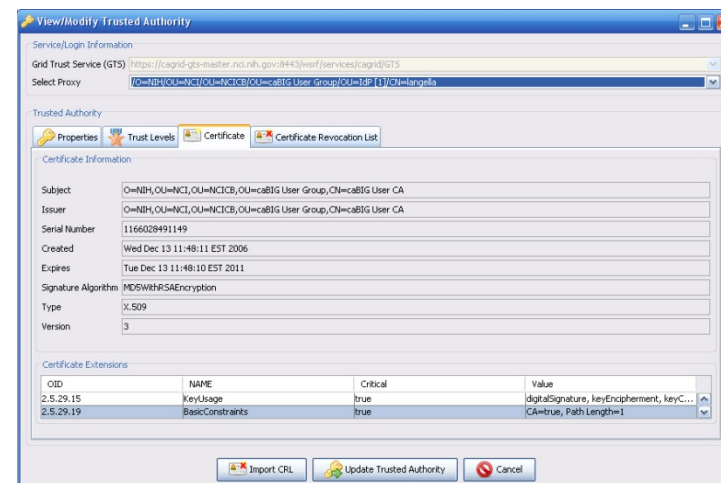 View/Modify Trusted Authority
Service/Login Information
Grid Trust Service (GTS) https://cagrid-gts-master.nci.nih.gov:8443/wsrf/services/cagrid/GTS
Select Proxy /O=NIH/OU=NCI/OU=NCICB/OU=caBIG User Group/OU=IdP [1]/CN=langella
Trusted Authority
Properties Trust Levels Certificate Certificate Revocation List
Certificate Information
Subject O=NIH,OU=NCI,OU=NCICB,OU=caBIG User Group,CN=caBIG User CA
Issuer O=NIH,OU=NCI,OU=NCICB,OU=caBIG User Group,CN=caBIG User CA
Serial Number 1166028491149
Created Wed Dec 13 11:48:11 EST 2006
Expires Tue Dec 13 11:48:10 EST 2011
Signature Algorithm MD5WithRSAEncryption
Type X.509
Version 3
Certificate Extensions
OID NAME Critical Value
2.5.29.15 KeyUsage true digitalSignature, keyEncipherment, keyC...
2.5.29.19 BasicConstraints true CA=true, Path Length=1
Import CRL Update Trusted Authority Cancel